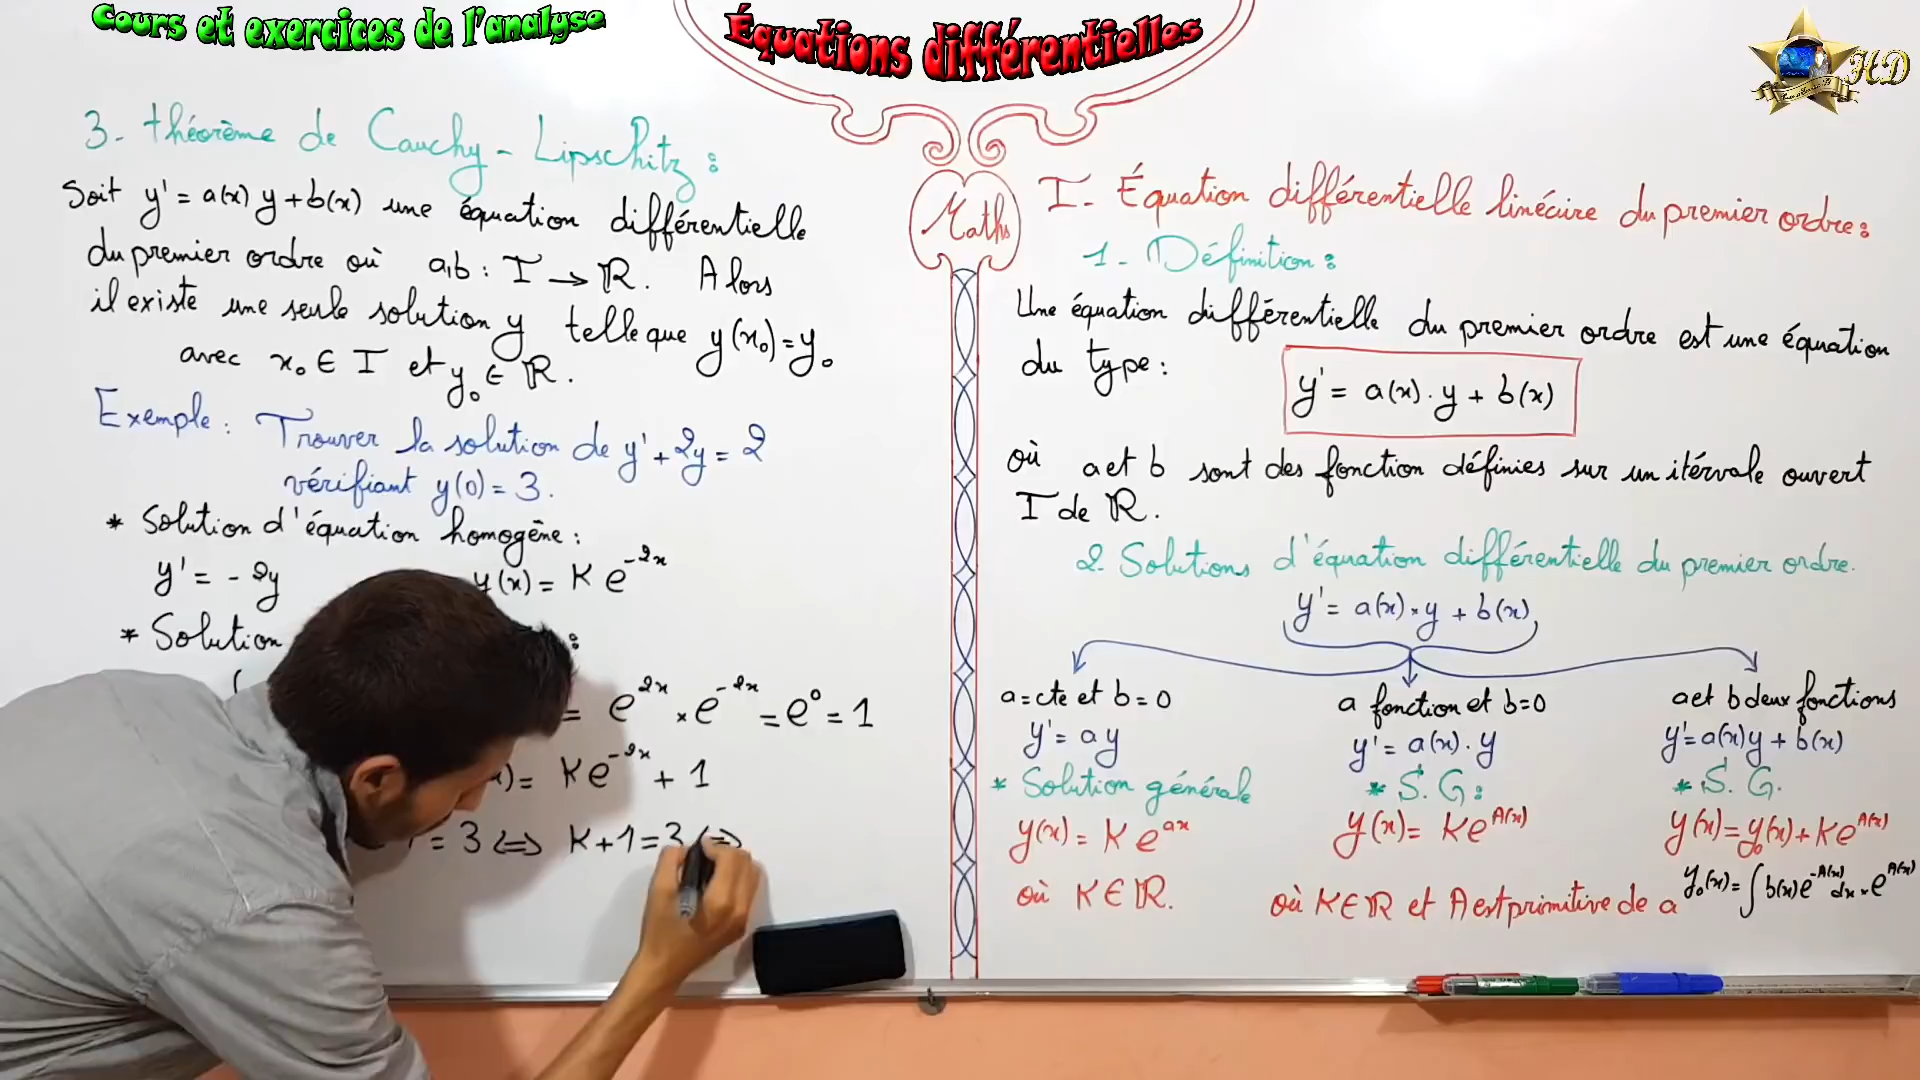 Cours et exercices de l'analyse
Équations différentielles
HD
3. théorème de Cauchy - Lipschitz :
Soit y' = a(x) y + b(x) une équation différentielle
du premier ordre où a,b : I → ℝ. Alors
il existe une seule solution y telle que y(x₀) = y₀
avec x₀ ∈ I et y₀ ∈ ℝ.
Exemple : Trouver la solution de y' + 2y = 2
vérifiant y(0) = 3.
* Solution d'équation homogène :
y' = - 2y y(x) = K e^{-2x}
* Solution :
= e^{2x} × e^{-2x} = e^0 = 1
) = K e^{-2x} + 1
= 3 ⇔ K + 1 = 3 ⇔
Maths
I. Équation différentielle linéaire du premier ordre :
1. Définition :
Une équation différentielle du premier ordre est une équation
du type : y' = a(x) . y + b(x)
où a et b sont des fonction définies sur un itérvale ouvert
I de ℝ.
2. Solutions d'équation différentielle du premier ordre.
y' = a(x) × y + b(x)
a = cte et b = 0
y' = a y
* Solution générale
y(x) = K e^{ax}
où K ∈ ℝ.
a fonction et b = 0
y' = a(x) . y
* S. G :
y(x) = K e^{A(x)}
où K ∈ ℝ et A est primitive de a
a et b deux fonctions
y' = a(x) y + b(x)
* S. G.
y(x) = y₀(x) + K e^{A(x)}
y₀(x) = ∫ b(x) e^{-A(x)} dx × e^{A(x)}